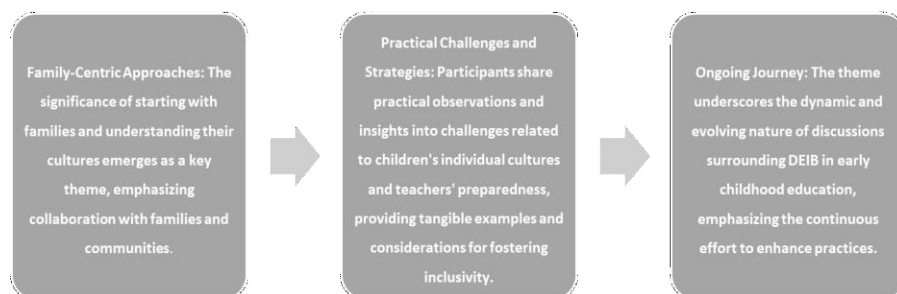 Family-Centric Approaches: The
significance of starting with
families and understanding their
cultures emerges as a key
theme, emphasizing
collaboration with families and
communities.
Practical Challenges and
Strategies: Participants share
practical observations and
insights into challenges related
to children's individual cultures
and teachers' preparedness,
providing tangible examples and
considerations for fostering
inclusivity.
Ongoing Journey: The theme
underscores the dynamic and
evolving nature of discussions
surrounding DEIB in early
childhood education,
emphasizing the continuous
effort to enhance practices.